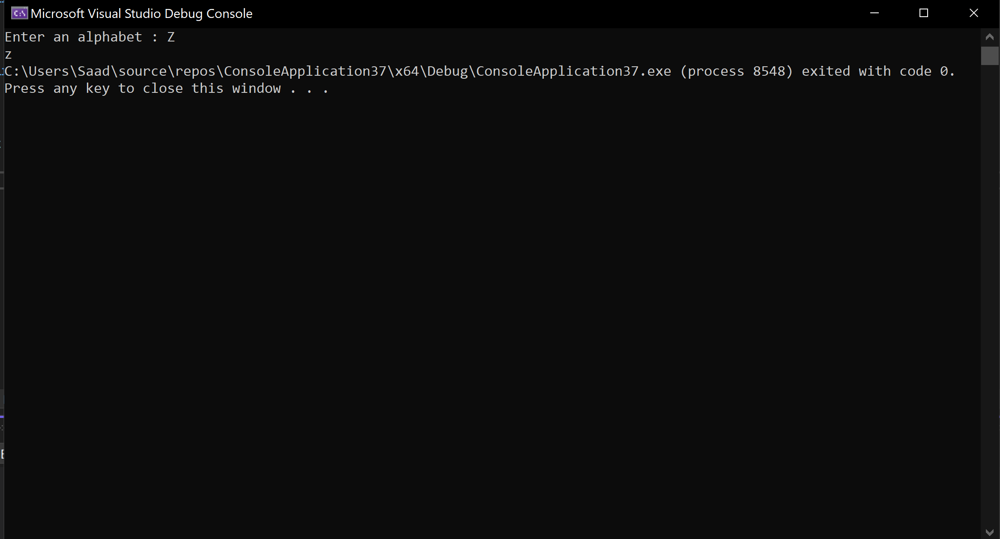 Microsoft Visual Studio Debug Console
Enter an alphabet : Z
z
C:\Users\Saad\source\repos\ConsoleApplication37\x64\Debug\ConsoleApplication37.exe (process 8548) exited with code 0.
Press any key to close this window . . .